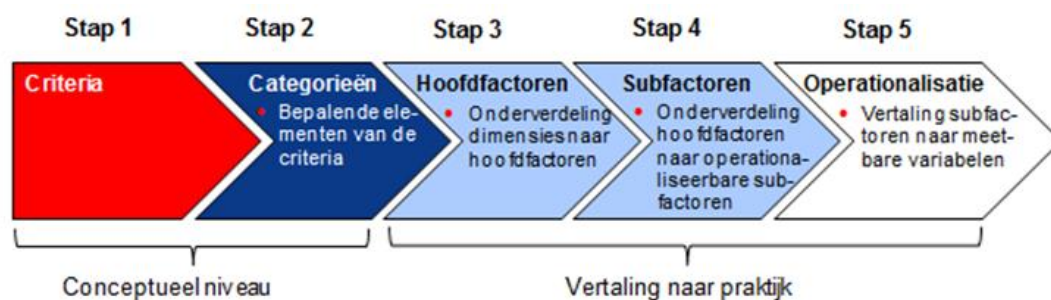 Stap 1
Stap 2
Stap 3
Stap 4
Stap 5
Criteria
Categorieën
• Bepalende ele-
menten van de
criteria
Hoofdfactoren
• Onderverdeling
dimensies naar
hoofdfactoren
Subfactoren
• Onderverdeling
hoofdfactoren
naar operationa-
liseerbare sub-
factoren
Operationalisatie
• Vertaling subfac-
toren naar meet-
bare variabelen
Conceptueel niveau
Vertaling naar praktijk